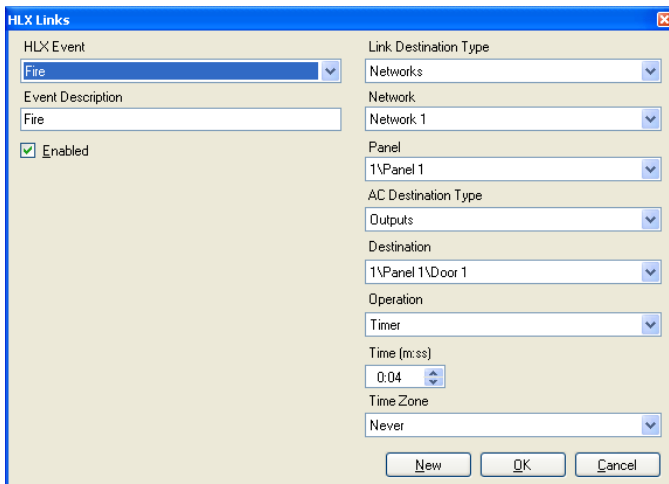 HLX Links
HLX Event
Fire
Event Description
Fire
Enabled
Link Destination Type
Networks
Network
Network 1
Panel
1\Panel 1
AC Destination Type
Outputs
Destination
1\Panel 1\Door 1
Operation
Timer
Time (m:ss)
0:04
Time Zone
Never
New OK Cancel